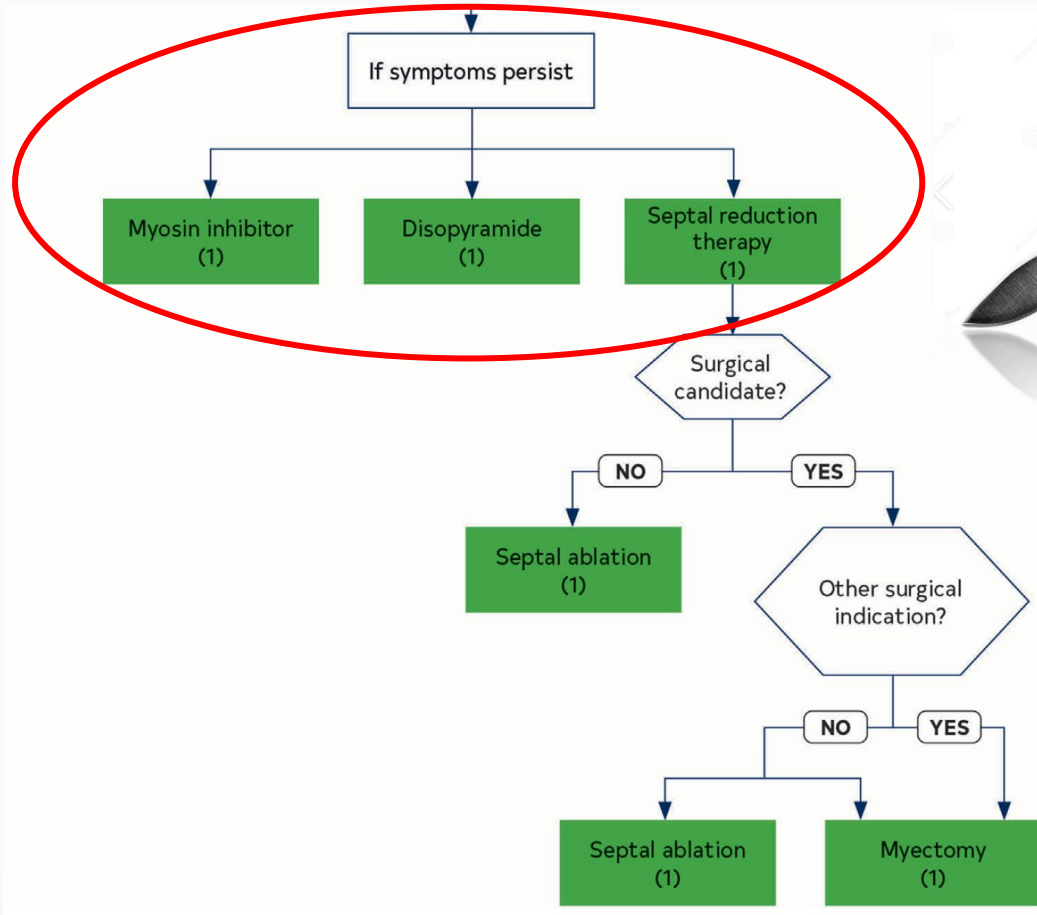 If symptoms persist
Myosin inhibitor
(1)
Disopyramide
(1)
Septal reduction
therapy
(1)
Surgical
candidate?
NO
YES
Septal ablation
(1)
Other surgical
indication?
NO
YES
Septal ablation
(1)
Myectomy
(1)